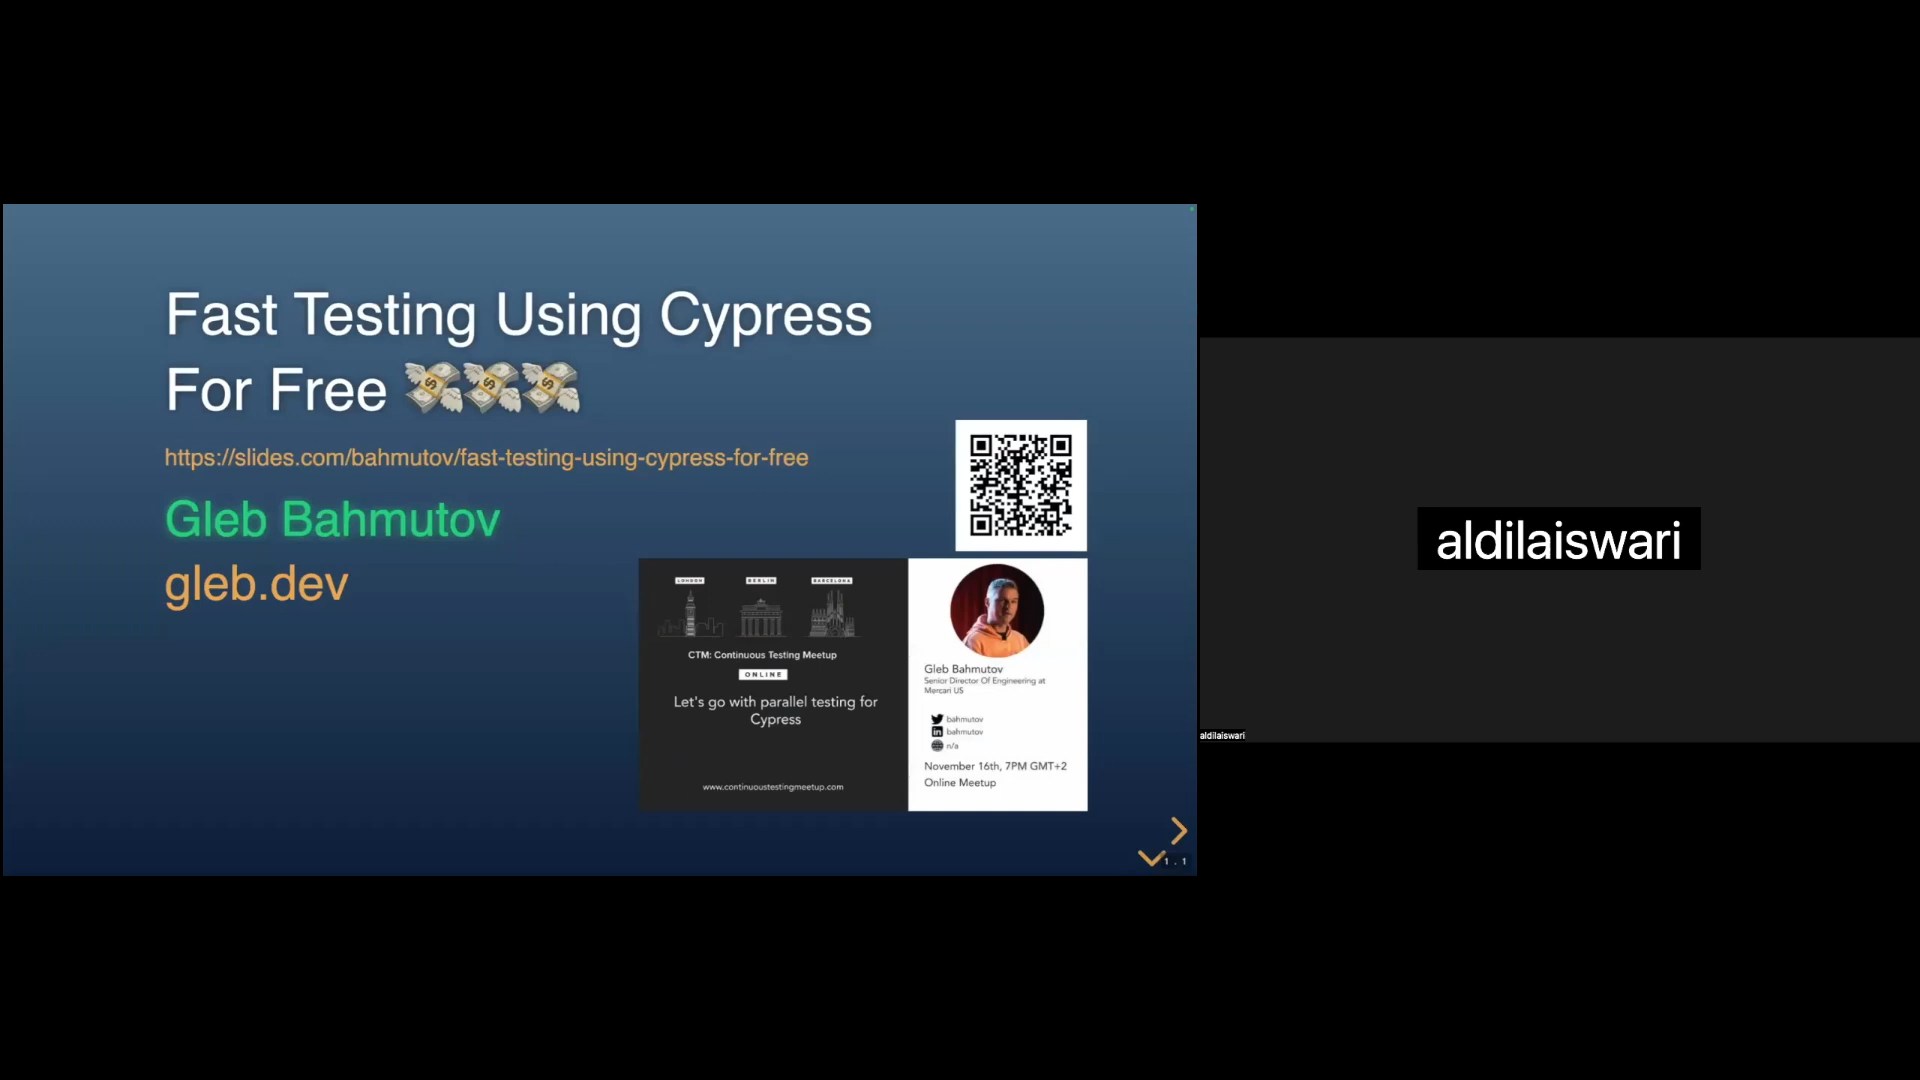 Fast Testing Using Cypress
For Free
https://slides.com/bahmutov/fast-testing-using-cypress-for-free
Gleb Bahmutov
gleb.dev
LONDON
BERLIN
BARCELONA
CTM: Continuous Testing Meetup
ONLINE
Let's go with parallel testing for
Cypress
www.continuoustestingmeetup.com
Gleb Bahmutov
Senior Director Of Engineering at
Mercari US
bahmutov
bahmutov
n/a
November 16th, 7PM GMT+2
Online Meetup
1 . 1
aldilaiswari
aldilaiswari